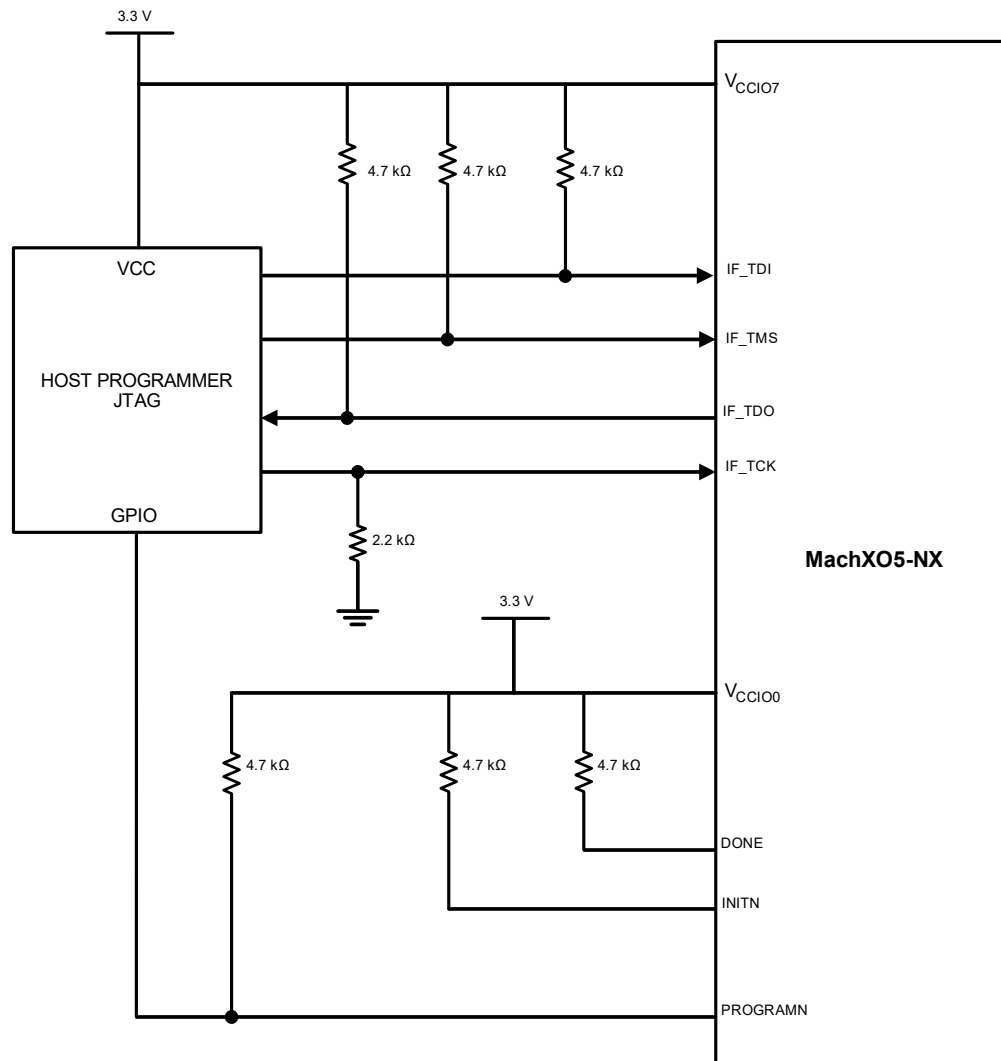 3.3 V
VCCIO7
4.7 kΩ
4.7 kΩ
4.7 kΩ
VCC
IF_TDI
IF_TMS
HOST PROGRAMMER
JTAG
IF_TDO
IF_TCK
GPIO
2.2 kΩ
MachXO5-NX
3.3 V
VCCIO0
4.7 kΩ
4.7 kΩ
4.7 kΩ
DONE
INITN
PROGRAMN